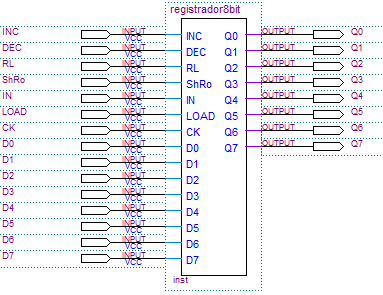 registrador8bit
INC INPUT VCC INC Q0 OUTPUT Q0
DEC INPUT VCC DEC Q1 OUTPUT Q1
RL INPUT VCC RL Q2 OUTPUT Q2
ShRo INPUT VCC ShRo Q3 OUTPUT Q3
IN INPUT VCC IN Q4 OUTPUT Q4
LOAD INPUT VCC LOAD Q5 OUTPUT Q5
CK INPUT VCC CK Q6 OUTPUT Q6
D0 INPUT VCC D0 Q7 OUTPUT Q7
D1 INPUT VCC D1
D2 INPUT VCC D2
D3 INPUT VCC D3
D4 INPUT VCC D4
D5 INPUT VCC D5
D6 INPUT VCC D6
D7 INPUT VCC D7
inst